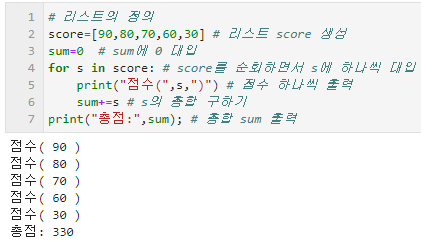 1 # 리스트의 정의
2 score=[90,80,70,60,30] # 리스트 score 생성
3 sum=0  # sum에 0 대입
4 for s in score: # score를 순회하면서 s에 하나씩 대입
5     print("점수(",s,")") # 점수 하나씩 출력
6     sum+=s # s의 총합 구하기
7 print("총점:",sum); # 총합 sum 출력
점수( 90 )
점수( 80 )
점수( 70 )
점수( 60 )
점수( 30 )
총점: 330